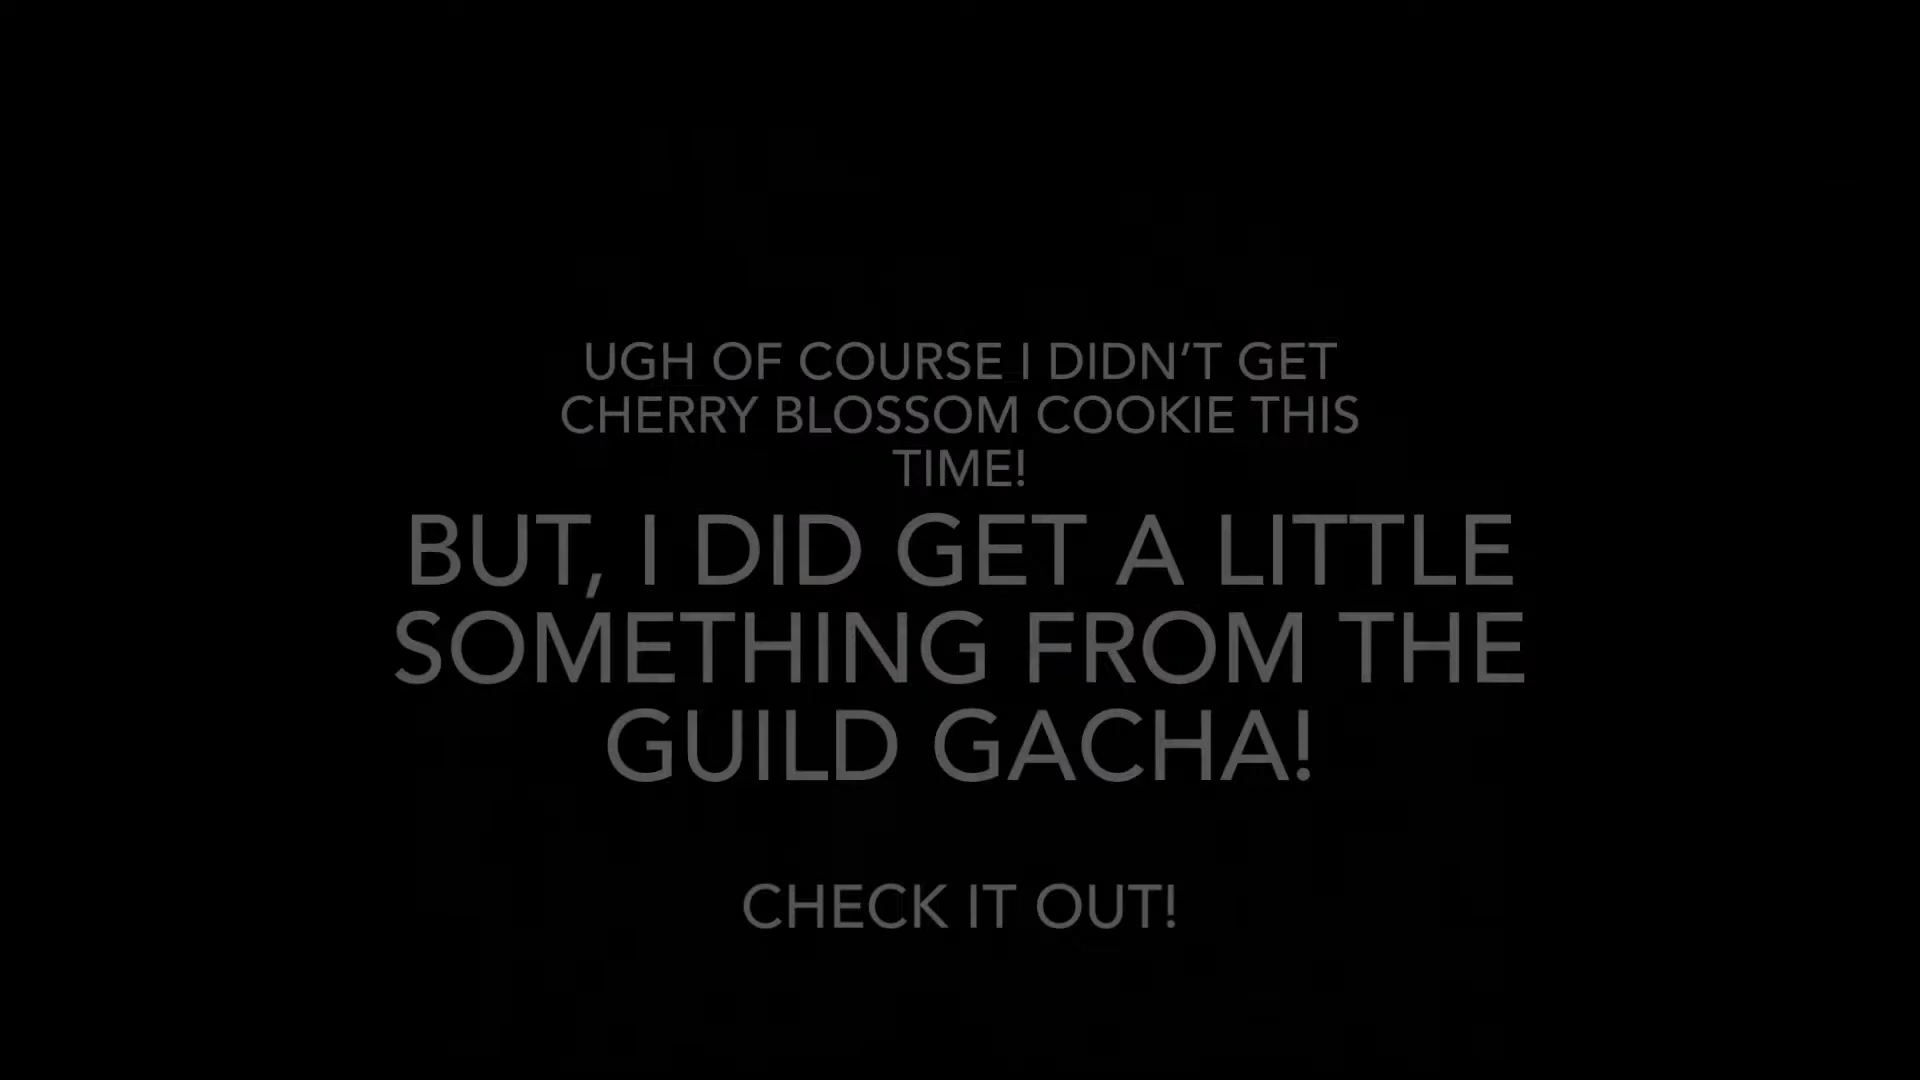 UGH OF COURSE I DIDN’T GET
CHERRY BLOSSOM COOKIE THIS
TIME!
BUT, I DID GET A LITTLE
SOMETHING FROM THE
GUILD GACHA!
CHECK IT OUT!